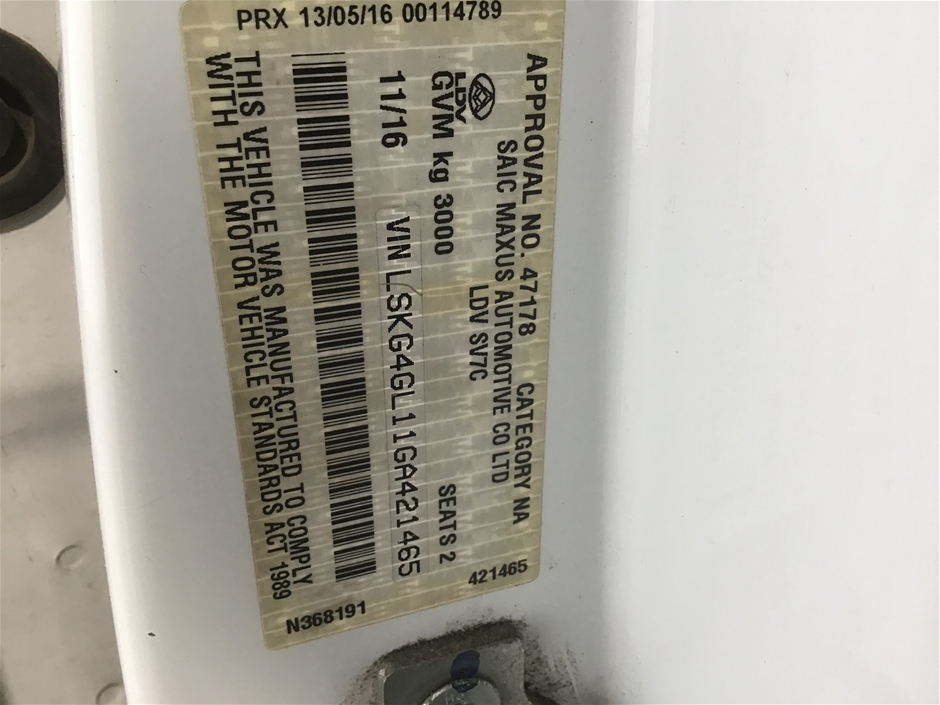 PRX 13/05/16 00114789
APPROVAL NO. 47178 CATEGORY NA
SAIC MAXUS AUTOMOTIVE CO LTD
LDV SV7C
LDV
GVM kg 3000 SEATS 2
11/16 VIN LSKG4GL11GA421465
THIS VEHICLE WAS MANUFACTURED TO COMPLY
WITH THE MOTOR VEHICLE STANDARDS ACT 1989
421465
N368191